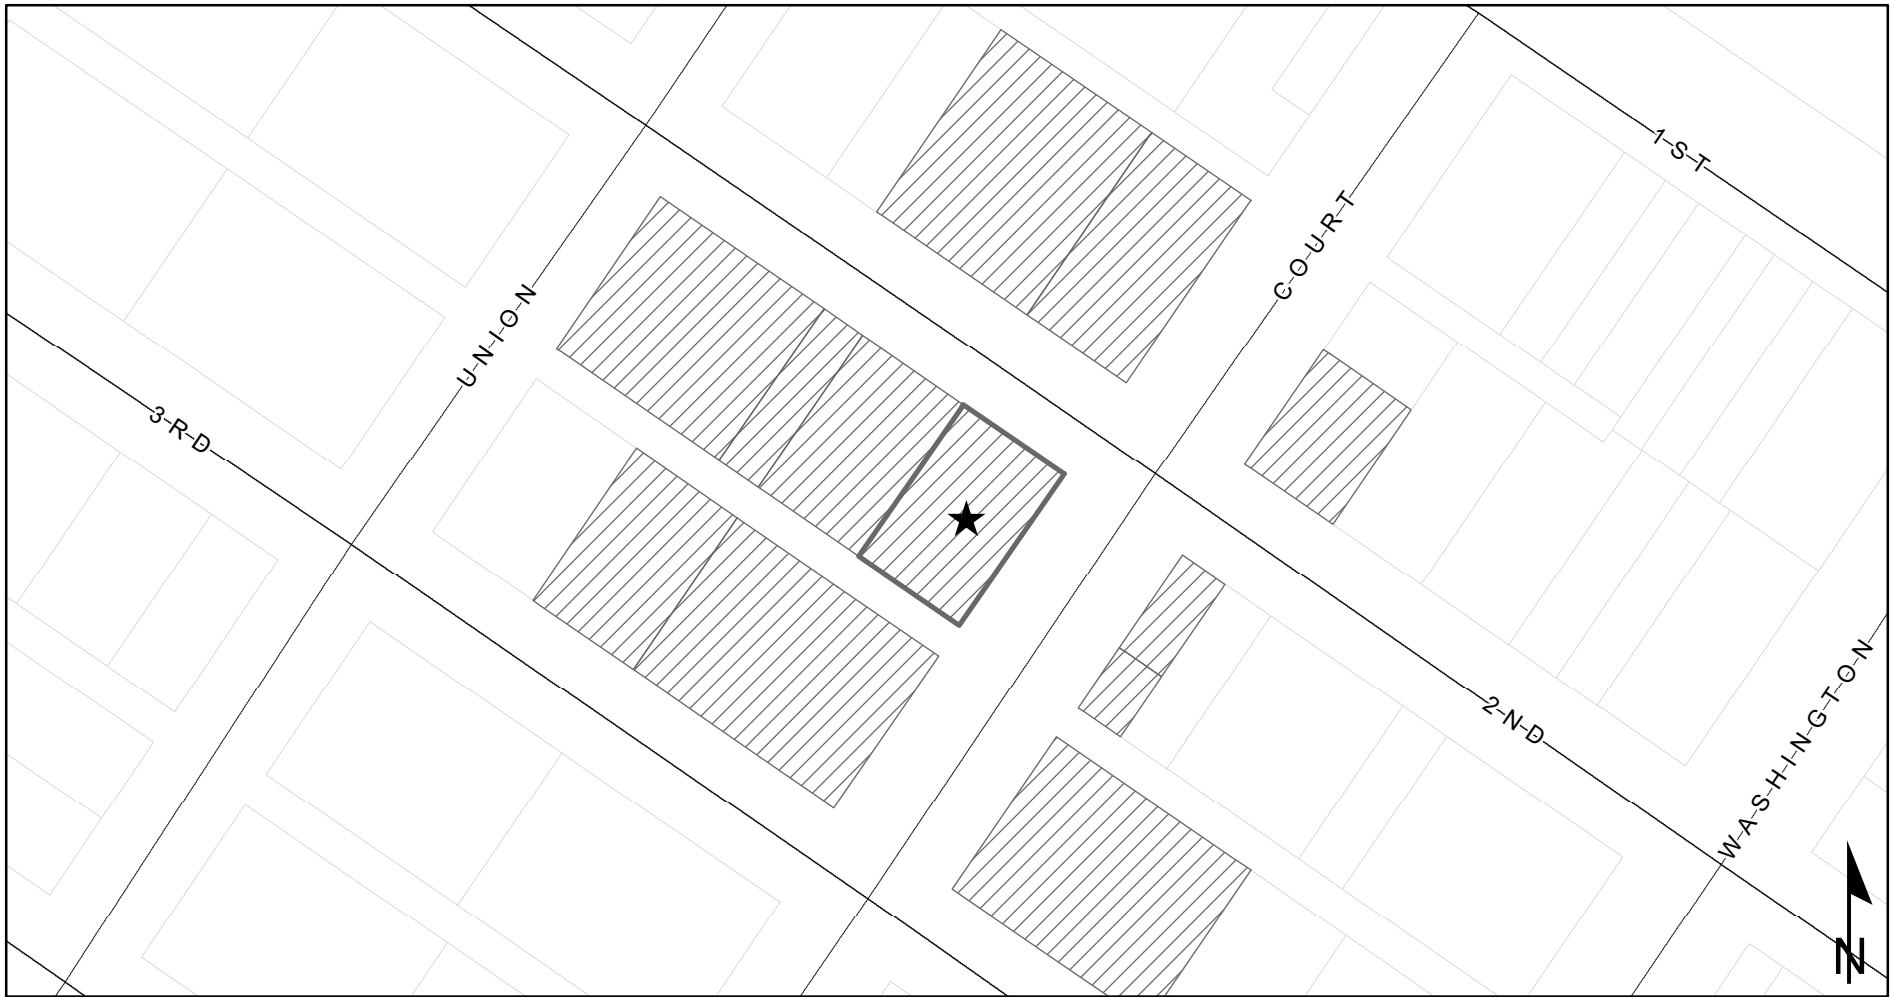 1-S-T
C-O-U-R-T
U-N-I-O-N
3-R-D
2-N-D
W-A-S-H-I-N-G-T-O-N
N